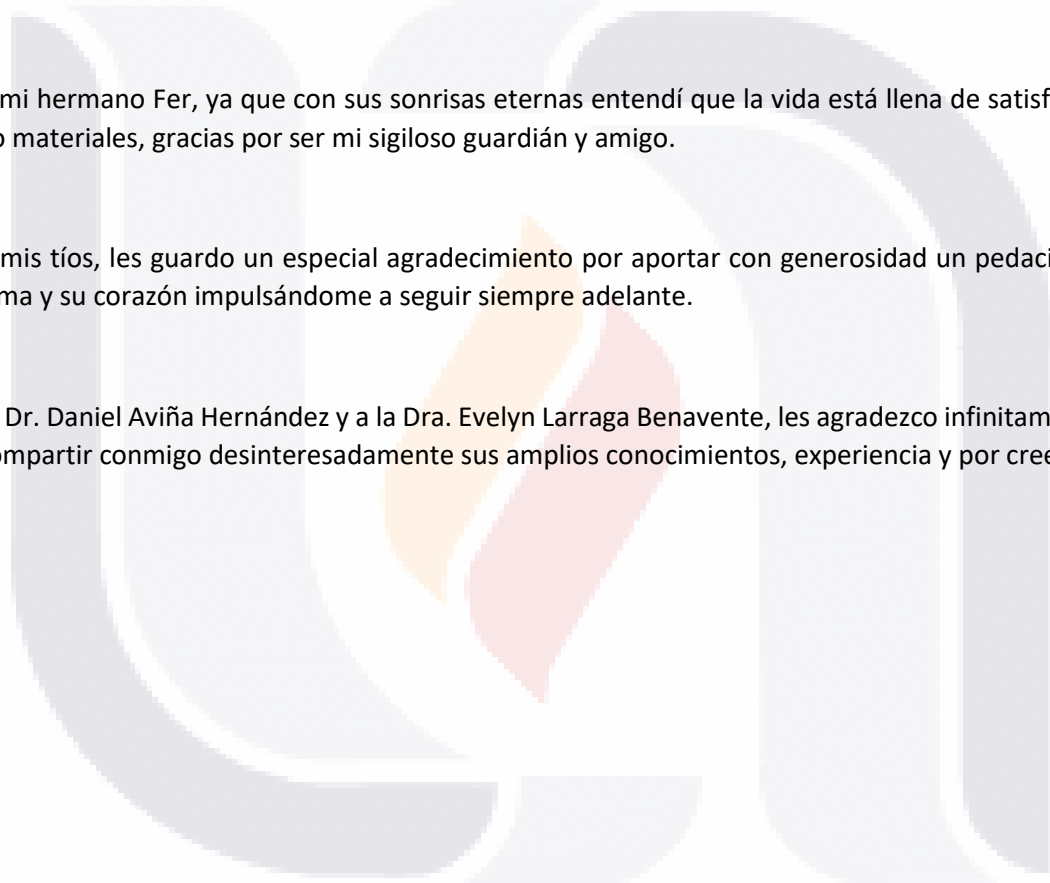 mi hermano Fer, ya que con sus sonrisas eternas entendí que la vida está llena de satisf
materiales, gracias por ser mi sigiloso guardián y amigo.
mis tíos, les guardo un especial agradecimiento por aportar con generosidad un pedaci
ma y su corazón impulsándome a seguir siempre adelante.
Dr. Daniel Aviña Hernández y a la Dra. Evelyn Larraga Benavente, les agradezco infinitam
mpartir conmigo desinteresadamente sus amplios conocimientos, experiencia y por cree